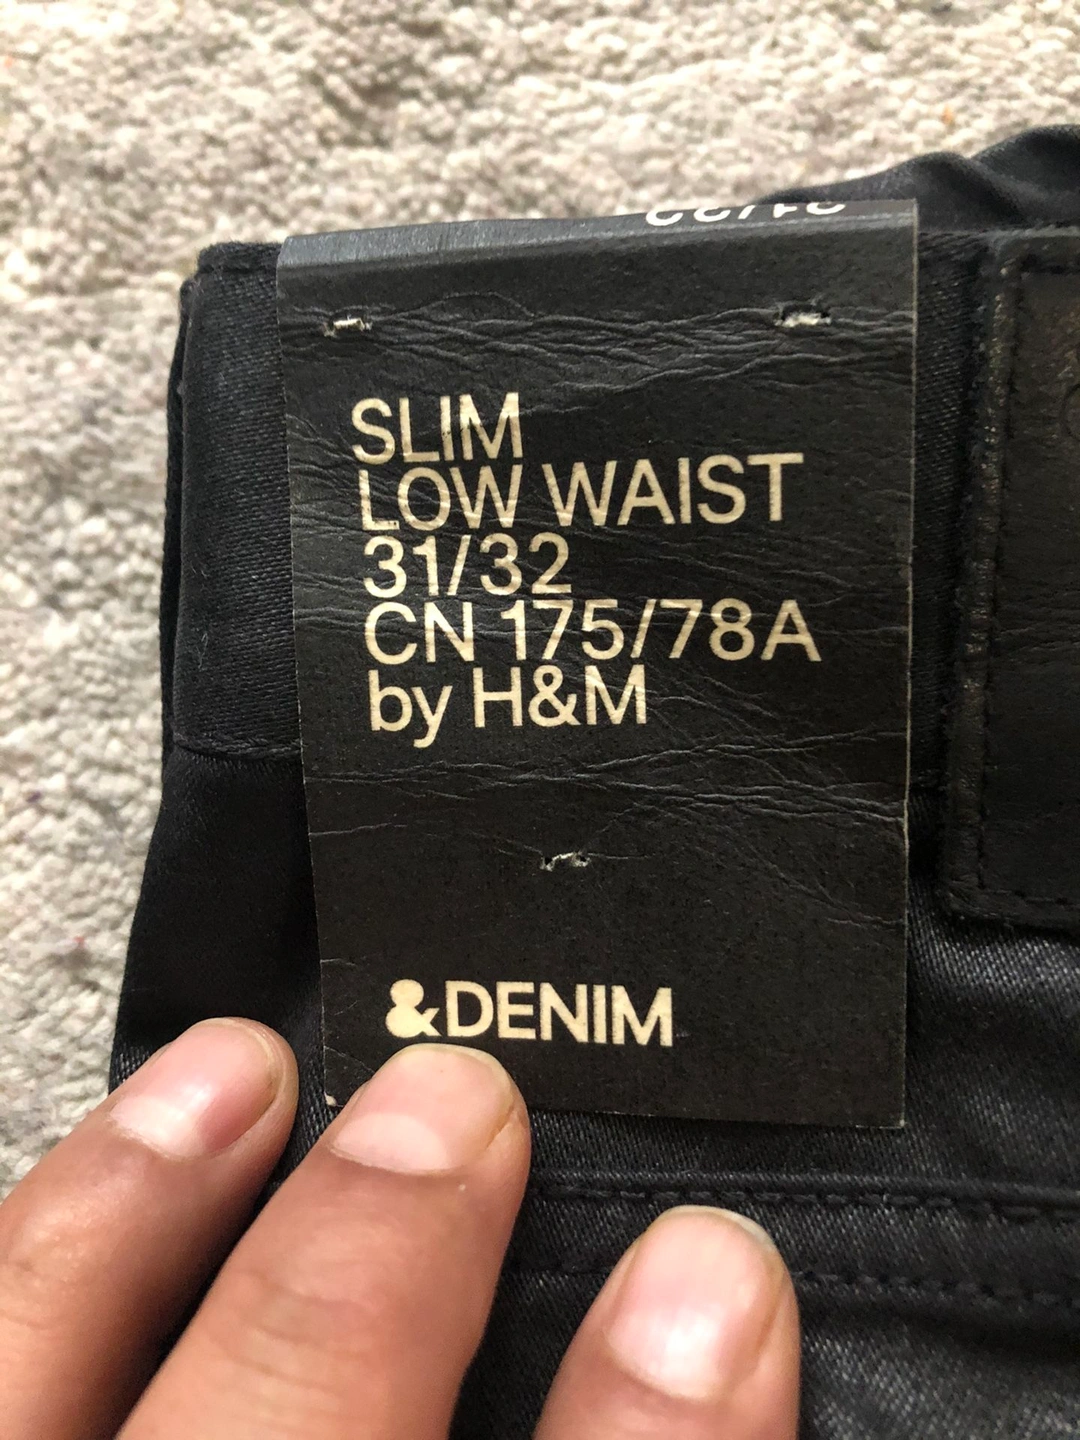 SLIM
LOW WAIST
31/32
CN 175/78A
by H&M
&DENIM